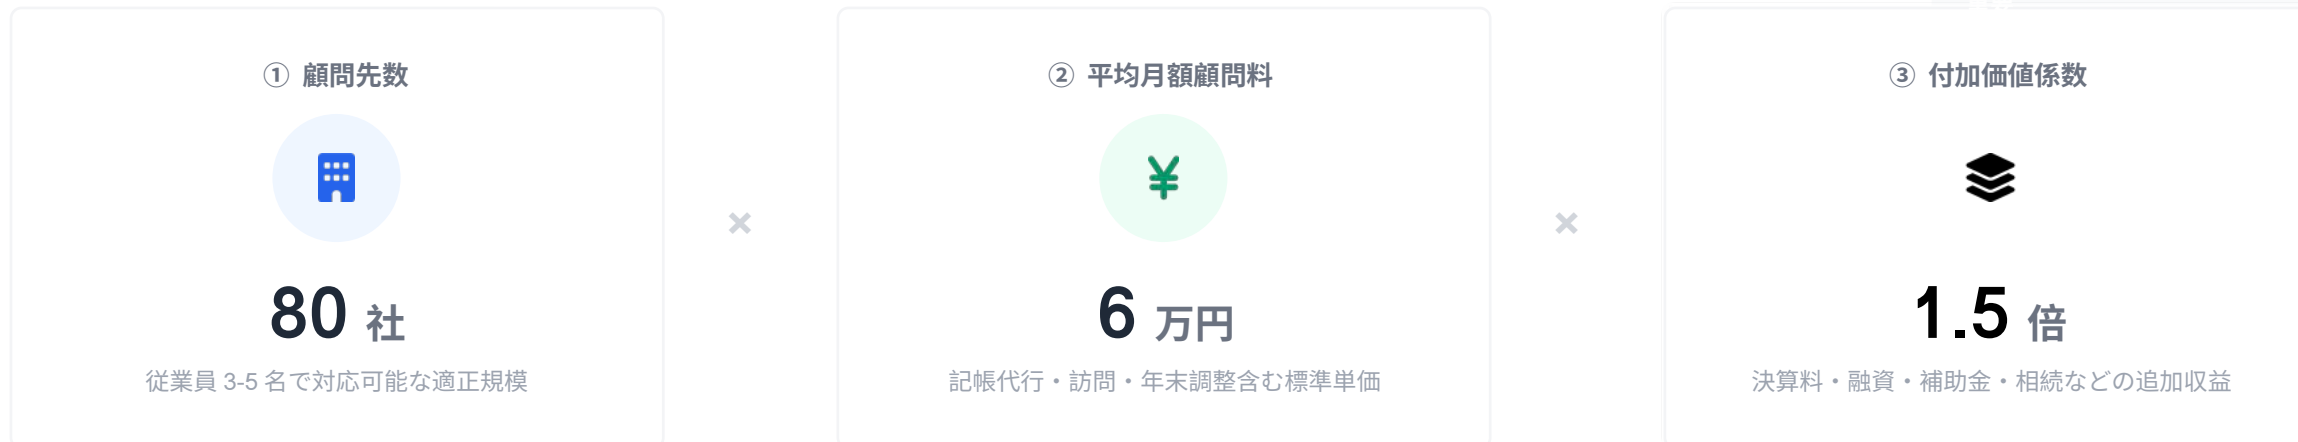 ① 顧問先数
80 社
従業員 3-5 名で対応可能な適正規模
×
② 平均月額顧問料
¥
6 万円
記帳代行・訪問・年末調整含む標準単価
×
③ 付加価値係数
1.5 倍
決算料・融資・補助金・相続などの追加収益